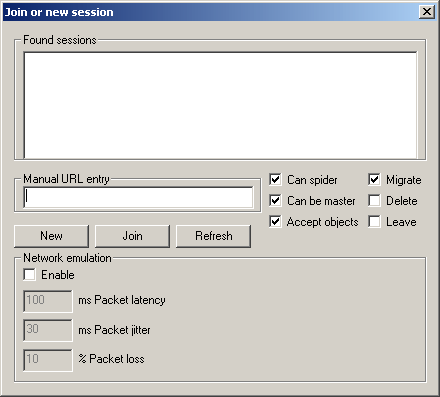 Join or new session
Found sessions
Manual URL entry
Can spider
Migrate
Can be master
Delete
Accept objects
Leave
New
Join
Refresh
Network emulation
Enable
100 ms Packet latency
30 ms Packet jitter
10 % Packet loss